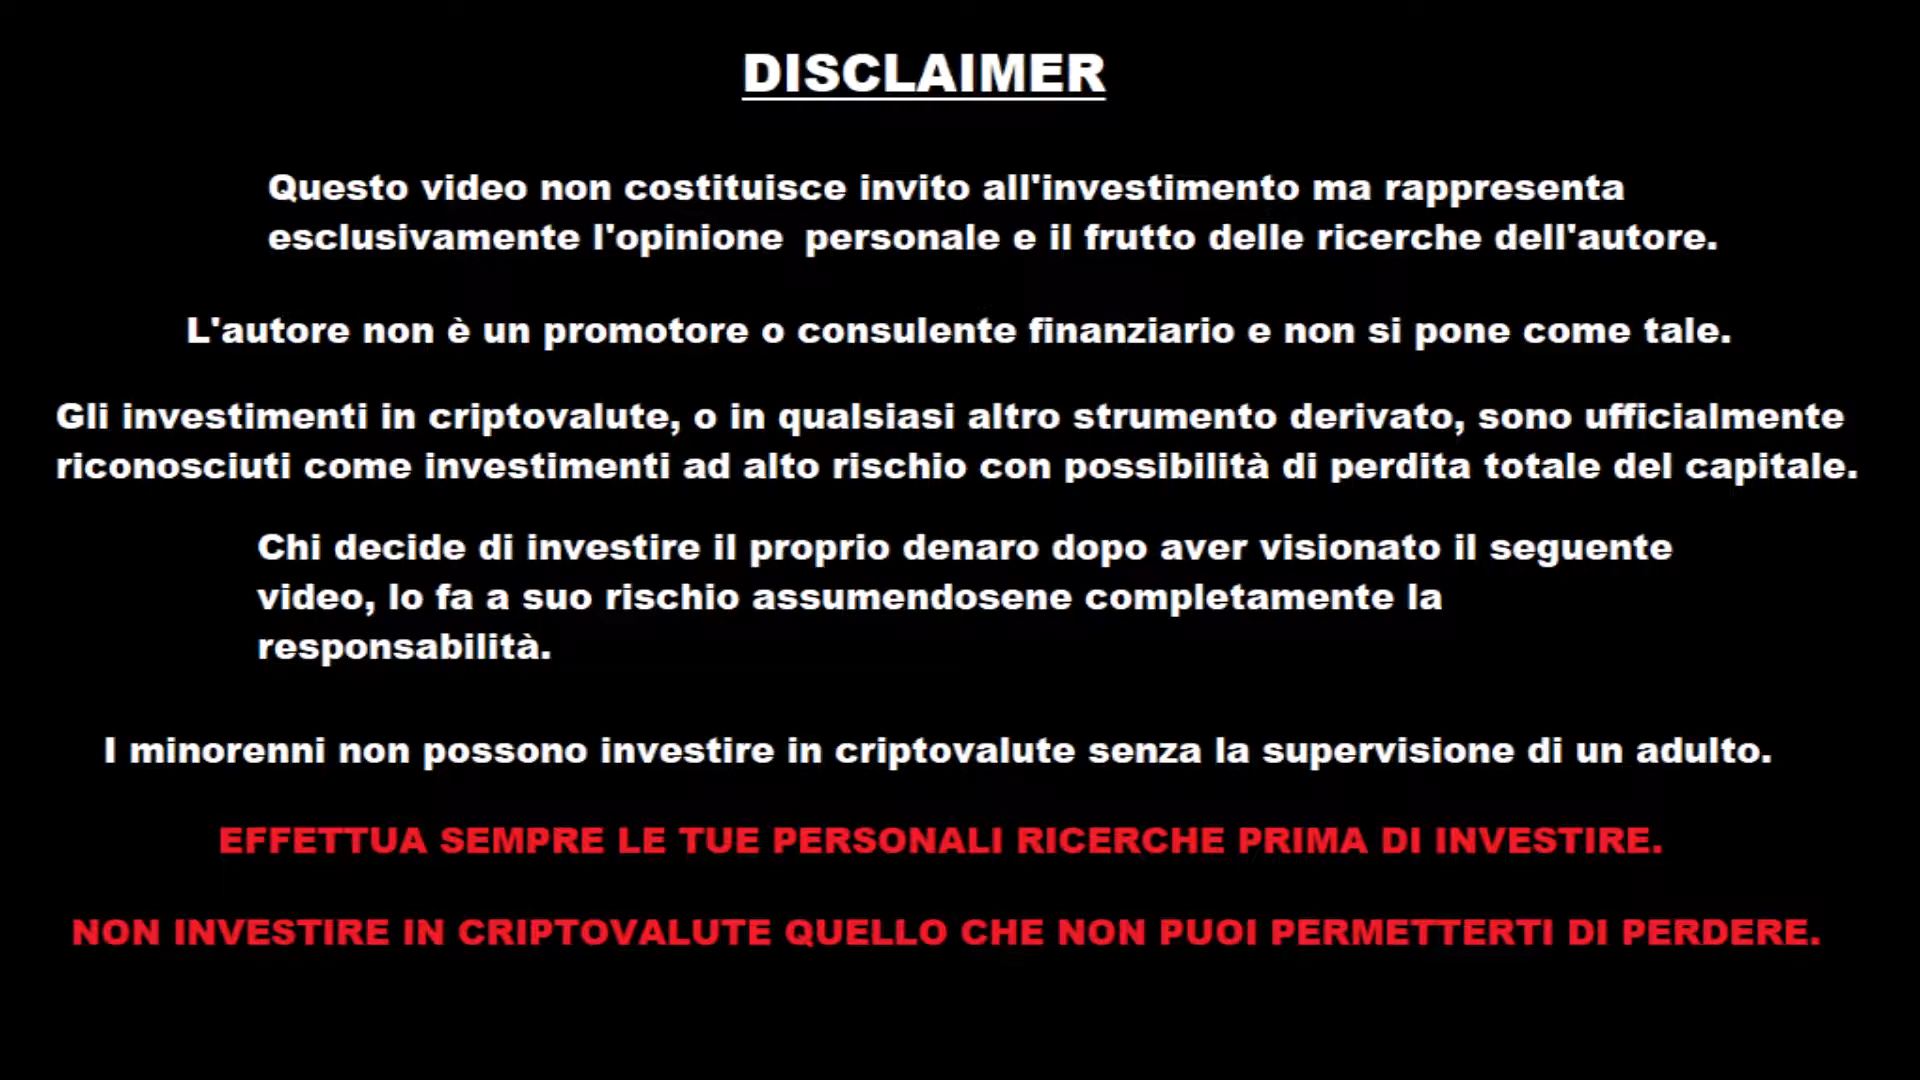 DISCLAIMER
Questo video non costituisce invito all'investimento ma rappresenta
esclusivamente l'opinione personale e il frutto delle ricerche dell'autore.
L'autore non è un promotore o consulente finanziario e non si pone come tale.
Gli investimenti in criptovalute, o in qualsiasi altro strumento derivato, sono ufficialmente
riconosciuti come investimenti ad alto rischio con possibilità di perdita totale del capitale.
Chi decide di investire il proprio denaro dopo aver visionato il seguente
video, lo fa a suo rischio assumendosene completamente la
responsabilità.
I minorenni non possono investire in criptovalute senza la supervisione di un adulto.
EFFETTUA SEMPRE LE TUE PERSONALI RICERCHE PRIMA DI INVESTIRE.
NON INVESTIRE IN CRIPTOVALUTE QUELLO CHE NON PUOI PERMETTERTI DI PERDERE.